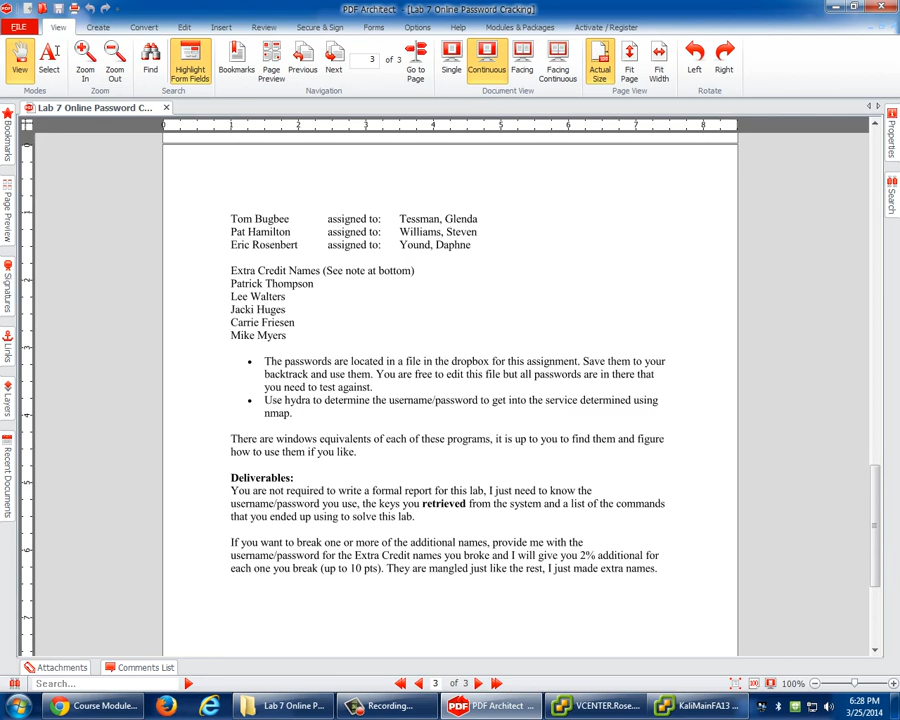 PDF Architect - [Lab 7 Online Password Cracking]
FILE View Create Convert Edit Insert Review Secure & Sign Forms Options Modules & Packages Activate / Register
View Select Zoom In Zoom Out Find Highlight Form Fields Bookmarks Page Preview Previous Next 3 of 3 Go to Page Single Continuous Facing Facing Continuous Actual Size Fit Page Fit Width Left Right
Modes Zoom Search Navigation Document View Page View Rotate
Lab 7 Online Password C...
0 1 2 3 4 5 6 7 8
Bookmarks
Page Preview
Signatures
Links
Layers
Recent Documents
Properties
Search
Tom Bugbee assigned to: Tessman, Glenda
Pat Hamilton assigned to: Williams, Steven
Eric Rosenbert assigned to: Yound, Daphne
Extra Credit Names (See note at bottom)
Patrick Thompson
Lee Walters
Jacki Huges
Carrie Friesen
Mike Myers
• The passwords are located in a file in the dropbox for this assignment. Save them to your
backtrack and use them. You are free to edit this file but all passwords are in there that
you need to test against.
• Use hydra to determine the username/password to get into the service determined using
nmap.
There are windows equivalents of each of these programs, it is up to you to find them and figure
how to use them if you like.
Deliverables:
You are not required to write a formal report for this lab, I just need to know the
username/password you use, the keys you retrieved from the system and a list of the commands
that you ended up using to solve this lab.
If you want to break one or more of the additional names, provide me with the
username/password for the Extra Credit names you broke and I will give you 2% additional for
each one you break (up to 10 pts). They are mangled just like the rest, I just made extra names.
Attachments Comments List
Search... 3 of 3 100%
Course Module... Lab 7 Online P... Recording... PDF Architect ... VCENTER.Rose... KaliMainFA13 ...
6:28 PM
3/25/2014